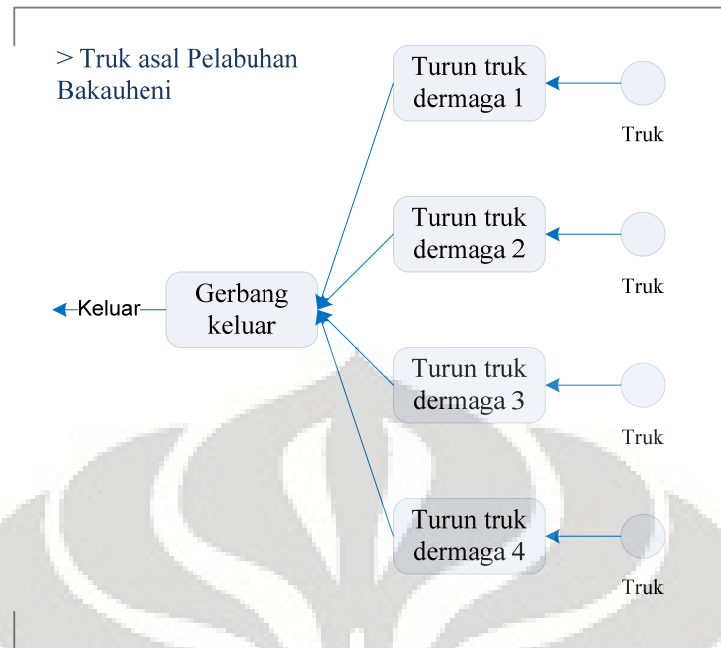 > Truk asal Pelabuhan
Bakauheni
Turun truk
dermaga 1
Truk
Turun truk
dermaga 2
Truk
Gerbang
keluar
Keluar
Turun truk
dermaga 3
Truk
Turun truk
dermaga 4
Truk